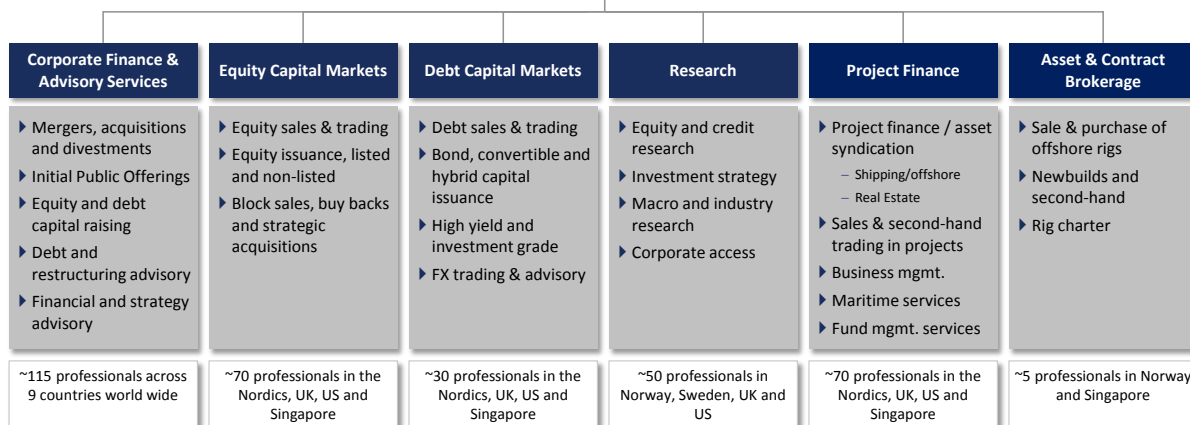 Corporate Finance &
Advisory Services
Equity Capital Markets
Debt Capital Markets
Research
Project Finance
Asset & Contract
Brokerage
Mergers, acquisitions
and divestments
Initial Public Offerings
Equity and debt
capital raising
Debt and
restructuring advisory
Financial and strategy
advisory
Equity sales & trading
Equity issuance, listed
and non-listed
Block sales, buy backs
and strategic
acquisitions
Debt sales & trading
Bond, convertible and
hybrid capital
issuance
High yield and
investment grade
FX trading & advisory
Equity and credit
research
Investment strategy
Macro and industry
research
Corporate access
Project finance / asset
syndication
– Shipping/offshore
– Real Estate
Sales & second-hand
trading in projects
Business mgmt.
Maritime services
Fund mgmt. services
Sale & purchase of
offshore rigs
Newbuilds and
second-hand
Rig charter
~115 professionals across
9 countries world wide
~70 professionals in the
Nordics, UK, US and
Singapore
~30 professionals in the
Nordics, UK, US and
Singapore
~50 professionals in
Norway, Sweden, UK and
US
~70 professionals in the
Nordics, UK, US and
Singapore
~5 professionals in Norway
and Singapore